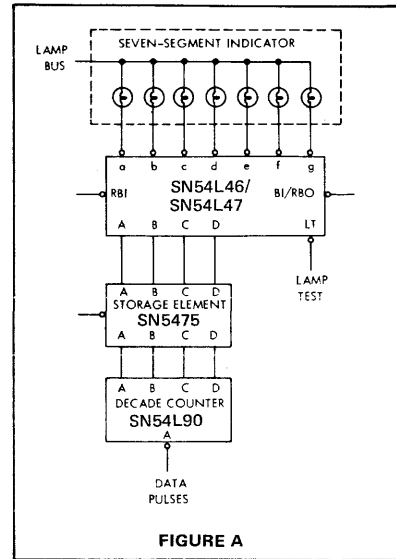 SEVEN-SEGMENT INDICATOR
LAMP
BUS
a b c d e f g
SN54L46/
SN54L47
RBI
BI/RBO
A B C D
LT
LAMP
TEST
A B C D
STORAGE ELEMENT
SN5475
A B C D
A B C D
DECADE COUNTER
SN54L90
A
DATA
PULSES
FIGURE A